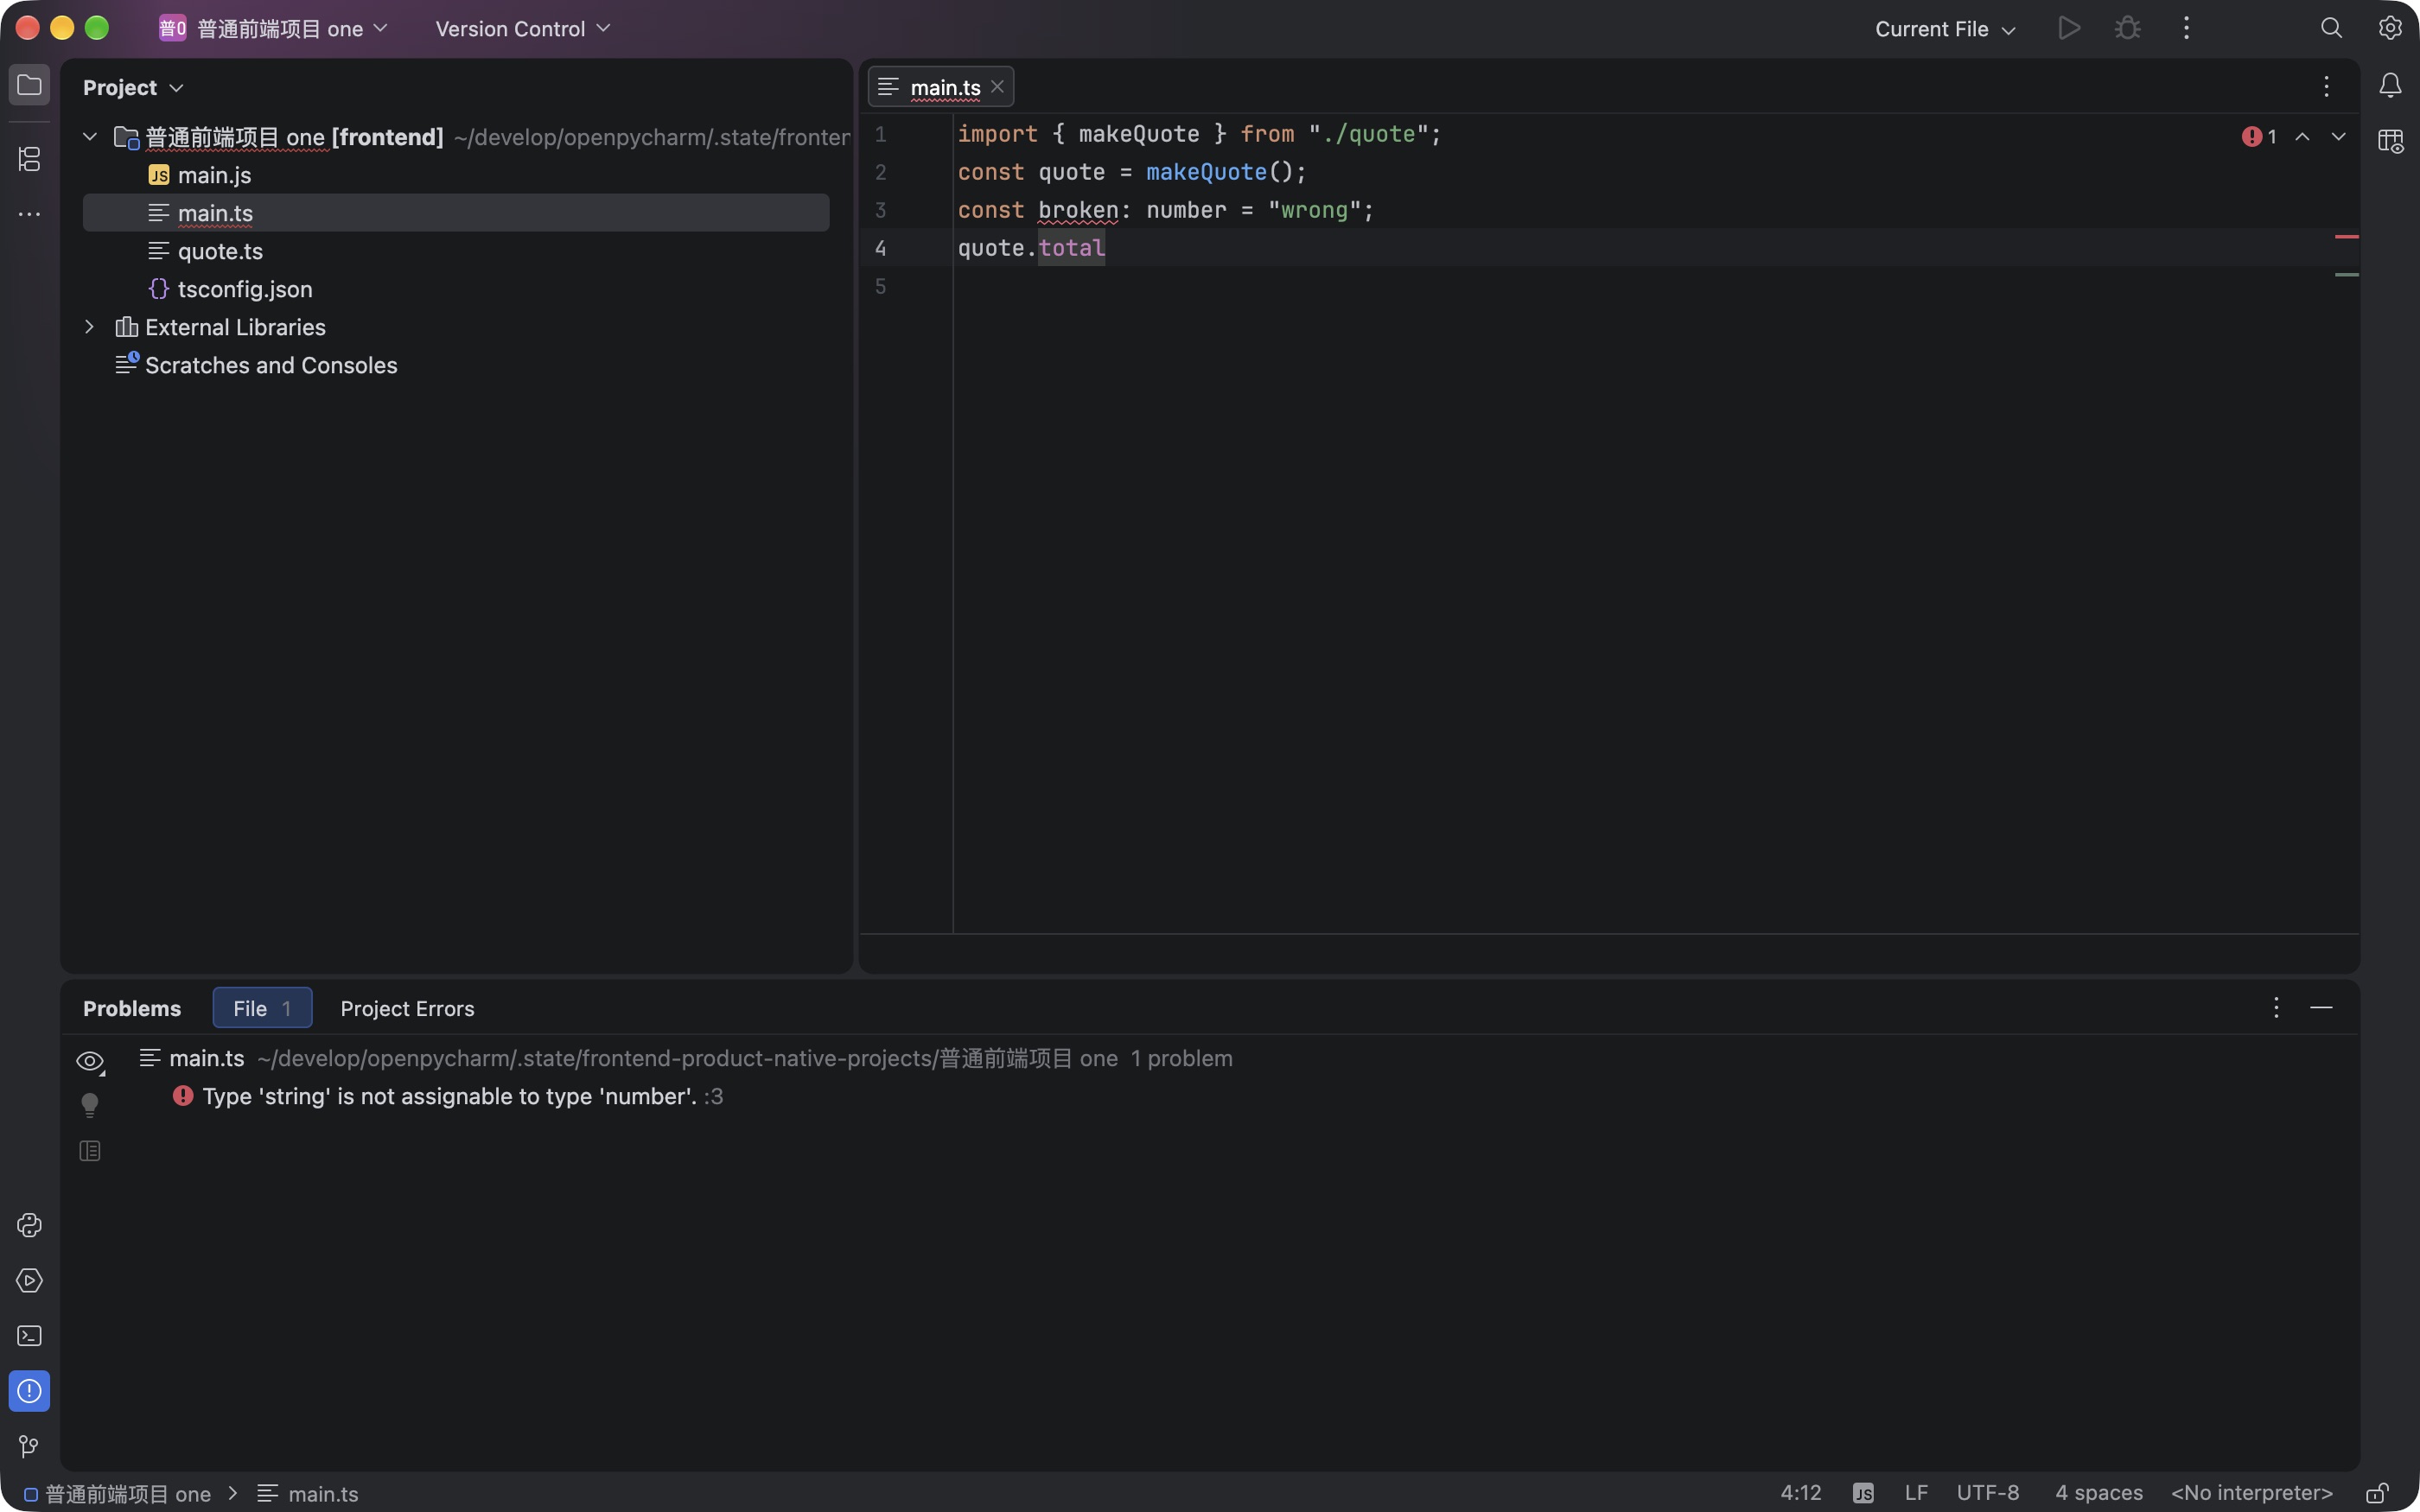 普0 普通前端项目 one Version Control Current File
Project
普通前端项目 one [frontend] ~/develop/openpycharm/.state/fronten
JS main.js
main.ts
quote.ts
{} tsconfig.json
External Libraries
Scratches and Consoles
main.ts
1 import { makeQuote } from "./quote";
2 const quote = makeQuote();
3 const broken: number = "wrong";
4 quote.total
5
1
Problems File 1 Project Errors
main.ts ~/develop/openpycharm/.state/frontend-product-native-projects/普通前端项目 one 1 problem
Type 'string' is not assignable to type 'number'. :3
普通前端项目 one main.ts 4:12 JS LF UTF-8 4 spaces <No interpreter>